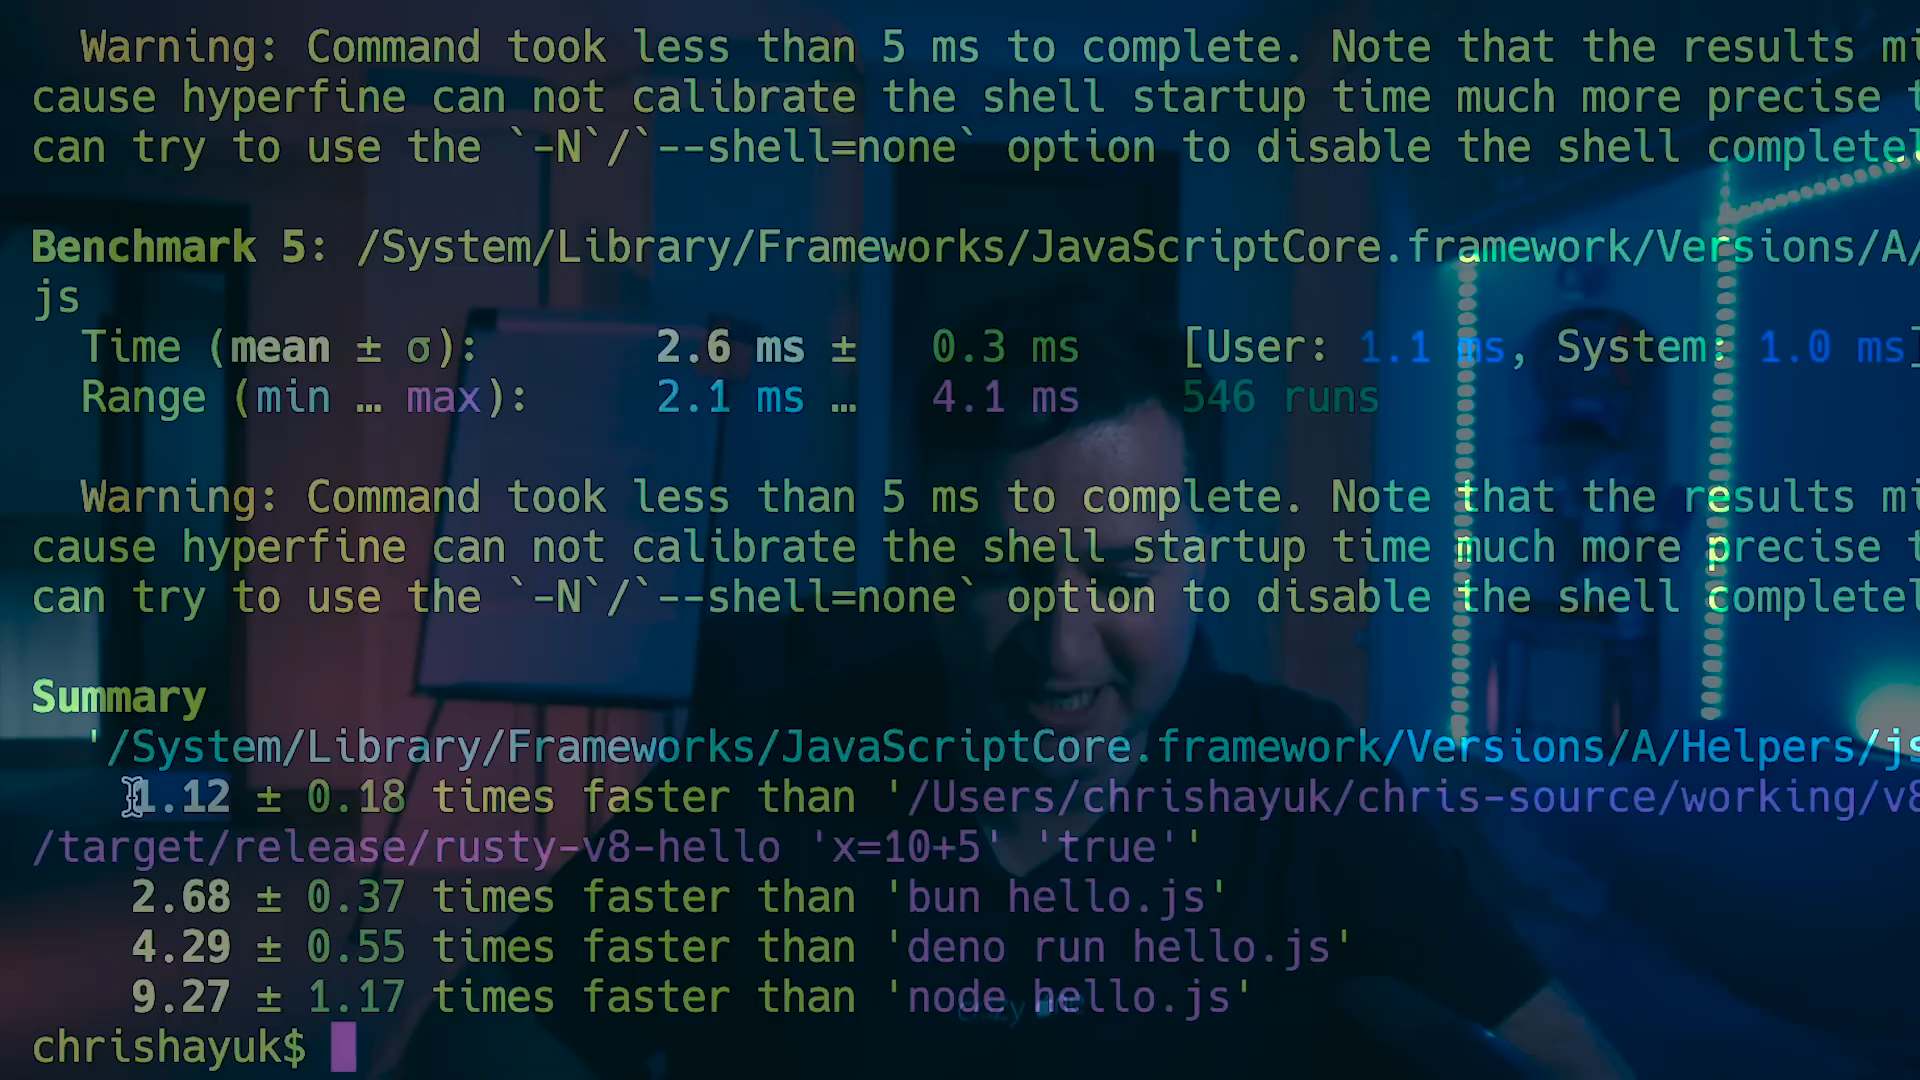 Warning: Command took less than 5 ms to complete. Note that the results mi
cause hyperfine can not calibrate the shell startup time much more precise t
can try to use the `-N`/`--shell=none` option to disable the shell completel
Benchmark 5: /System/Library/Frameworks/JavaScriptCore.framework/Versions/A/
js
Time (mean ± σ): 2.6 ms ± 0.3 ms [User: 1.1 ms, System: 1.0 ms]
Range (min … max): 2.1 ms … 4.1 ms 546 runs
Warning: Command took less than 5 ms to complete. Note that the results mi
cause hyperfine can not calibrate the shell startup time much more precise t
can try to use the `-N`/`--shell=none` option to disable the shell completel
Summary
'/System/Library/Frameworks/JavaScriptCore.framework/Versions/A/Helpers/js
1.12 ± 0.18 times faster than '/Users/chrishayuk/chris-source/working/v8
/target/release/rusty-v8-hello 'x=10+5' 'true''
2.68 ± 0.37 times faster than 'bun hello.js'
4.29 ± 0.55 times faster than 'deno run hello.js'
9.27 ± 1.17 times faster than 'node hello.js'
chrishayuk$